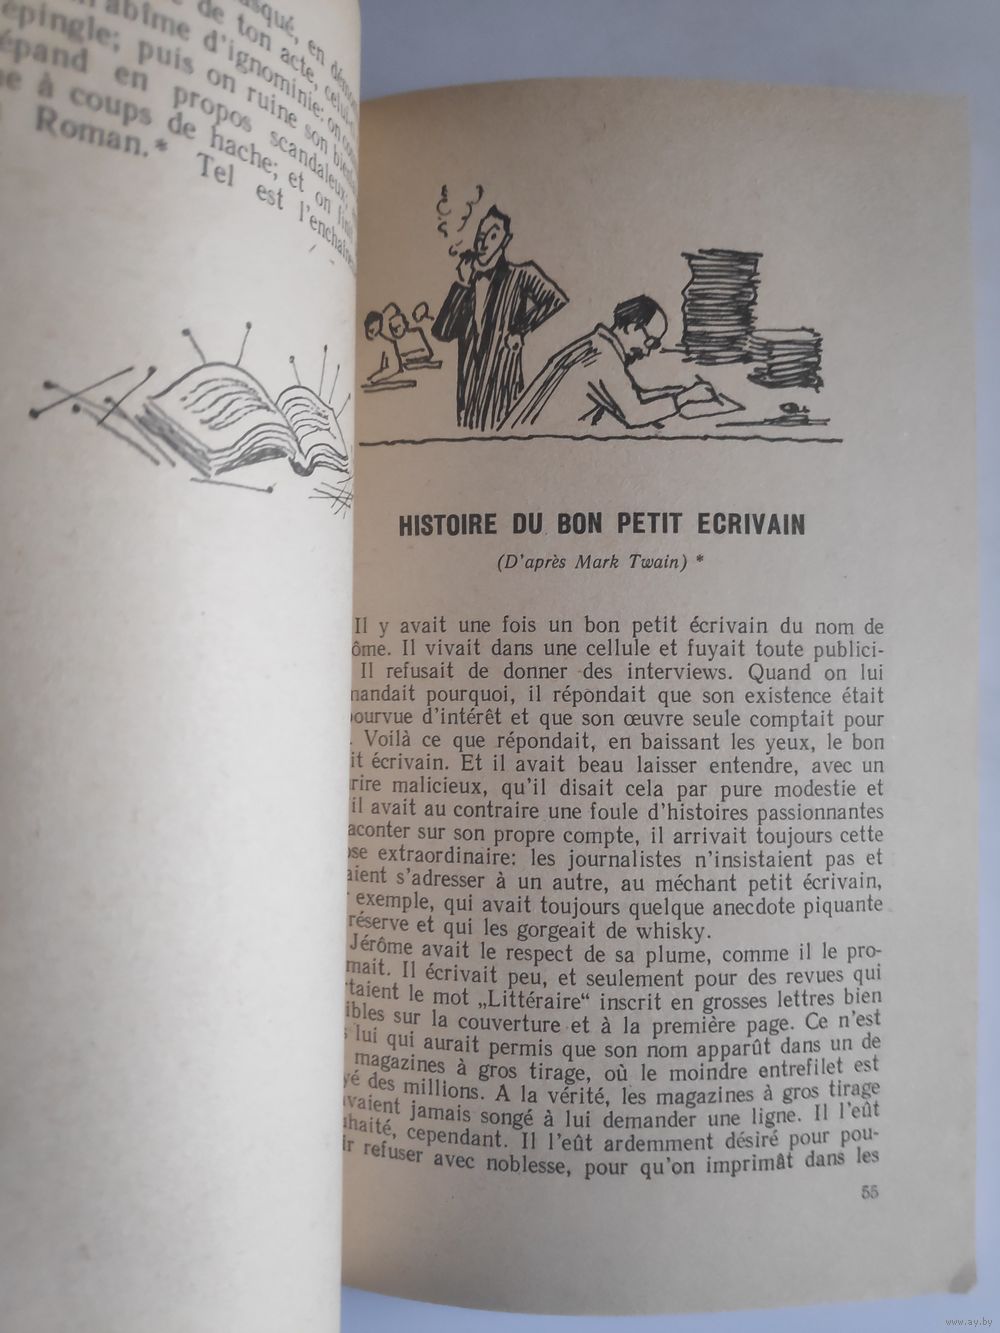 asqué, en démon
de ton acte, celui-ci
abîme d'ignominie: on
épingle; puis on ruine son
épand en propos scandaleux;
à coups de hache; et on finit
Roman.* Tel est l'enchaîne
HISTOIRE DU BON PETIT ECRIVAIN
(D'après Mark Twain) *
Il y avait une fois un bon petit écrivain du nom de
ôme. Il vivait dans une cellule et fuyait toute publici-
Il refusait de donner des interviews. Quand on lui
mandait pourquoi, il répondait que son existence était
pourvue d'intérêt et que son œuvre seule comptait pour
. Voilà ce que répondait, en baissant les yeux, le bon
it écrivain. Et il avait beau laisser entendre, avec un
rire malicieux, qu'il disait cela par pure modestie et
il avait au contraire une foule d'histoires passionnantes
aconter sur son propre compte, il arrivait toujours cette
ose extraordinaire: les journalistes n'insistaient pas et
aient s'adresser à un autre, au méchant petit écrivain,
exemple, qui avait toujours quelque anecdote piquante
réserve et qui les gorgeait de whisky.
Jérôme avait le respect de sa plume, comme il le pro-
mait. Il écrivait peu, et seulement pour des revues qui
rtaient le mot „Littéraire“ inscrit en grosses lettres bien
ibles sur la couverture et à la première page. Ce n'est
s lui qui aurait permis que son nom apparût dans un de
magazines à gros tirage, où le moindre entrefilet est
yé des millions. A la vérité, les magazines à gros tirage
avaient jamais songé à lui demander une ligne. Il l'eût
uhaité, cependant. Il l'eût ardemment désiré pour pou-
ir refuser avec noblesse, pour qu'on imprimât dans les
55
www.ay.by